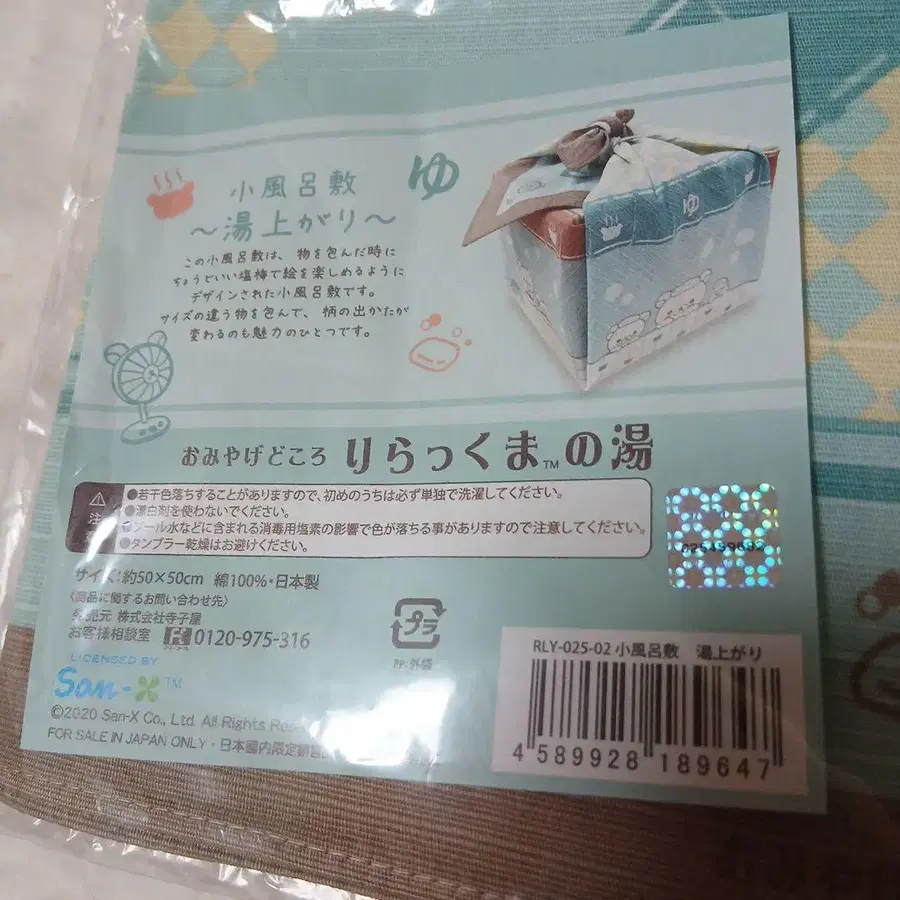 小風呂敷
～湯上がり～
ゆ
この小風呂敷は、物を包んだ時に
ちょうどいい塩梅で絵を楽しめるように
デザインされた小風呂敷です。
サイズの違う物を包んで、柄の出かたが
変わるのも魅力のひとつです。
ゆ
おみやげどころ りらっくま™の湯
注
●若干色落ちすることがありますので、初めのうちは必ず単独で洗濯してください。
●漂白剤を使わないでください。
●プール水などに含まれる消毒用塩素の影響で色が落ちる事がありますので注意してください。
●タンブラー乾燥はお避けください。
サイズ:約50×50cm 綿100%・日本製
〈商品に関するお問い合わせ先〉
発売元 株式会社寺子屋
お客様相談室 0120-975-316
プラ
PP:外袋
LICENSED BY
San-X™
©2020 San-X Co., Ltd. All Rights
FOR SALE IN JAPAN ONLY・日本国内限定
RLY-025-02 小風呂敷 湯上がり
4 589928 189647